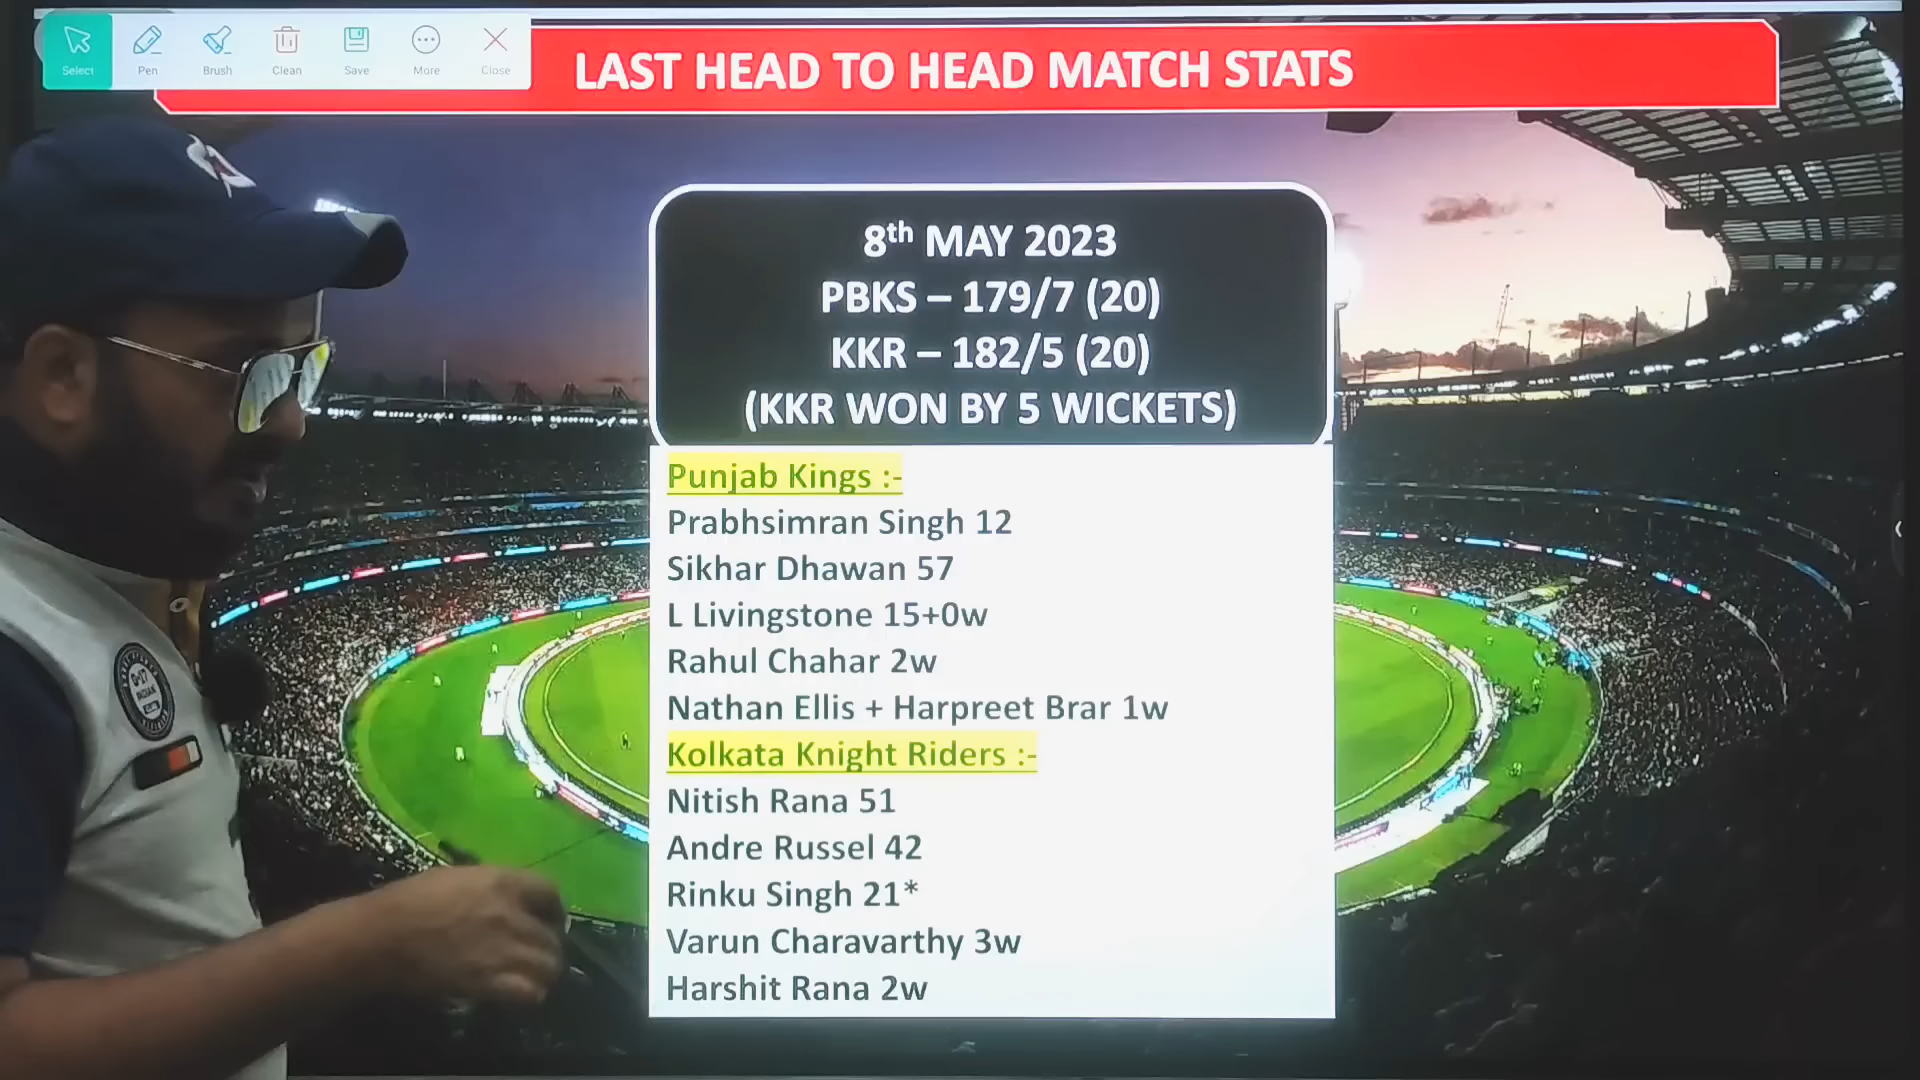 Select
Pen
Brush
Clean
Save
More
Close
LAST HEAD TO HEAD MATCH STATS
8th MAY 2023
PBKS – 179/7 (20)
KKR – 182/5 (20)
(KKR WON BY 5 WICKETS)
Punjab Kings :-
Prabhsimran Singh 12
Sikhar Dhawan 57
L Livingstone 15+0w
Rahul Chahar 2w
Nathan Ellis + Harpreet Brar 1w
Kolkata Knight Riders :-
Nitish Rana 51
Andre Russel 42
Rinku Singh 21*
Varun Charavarthy 3w
Harshit Rana 2w